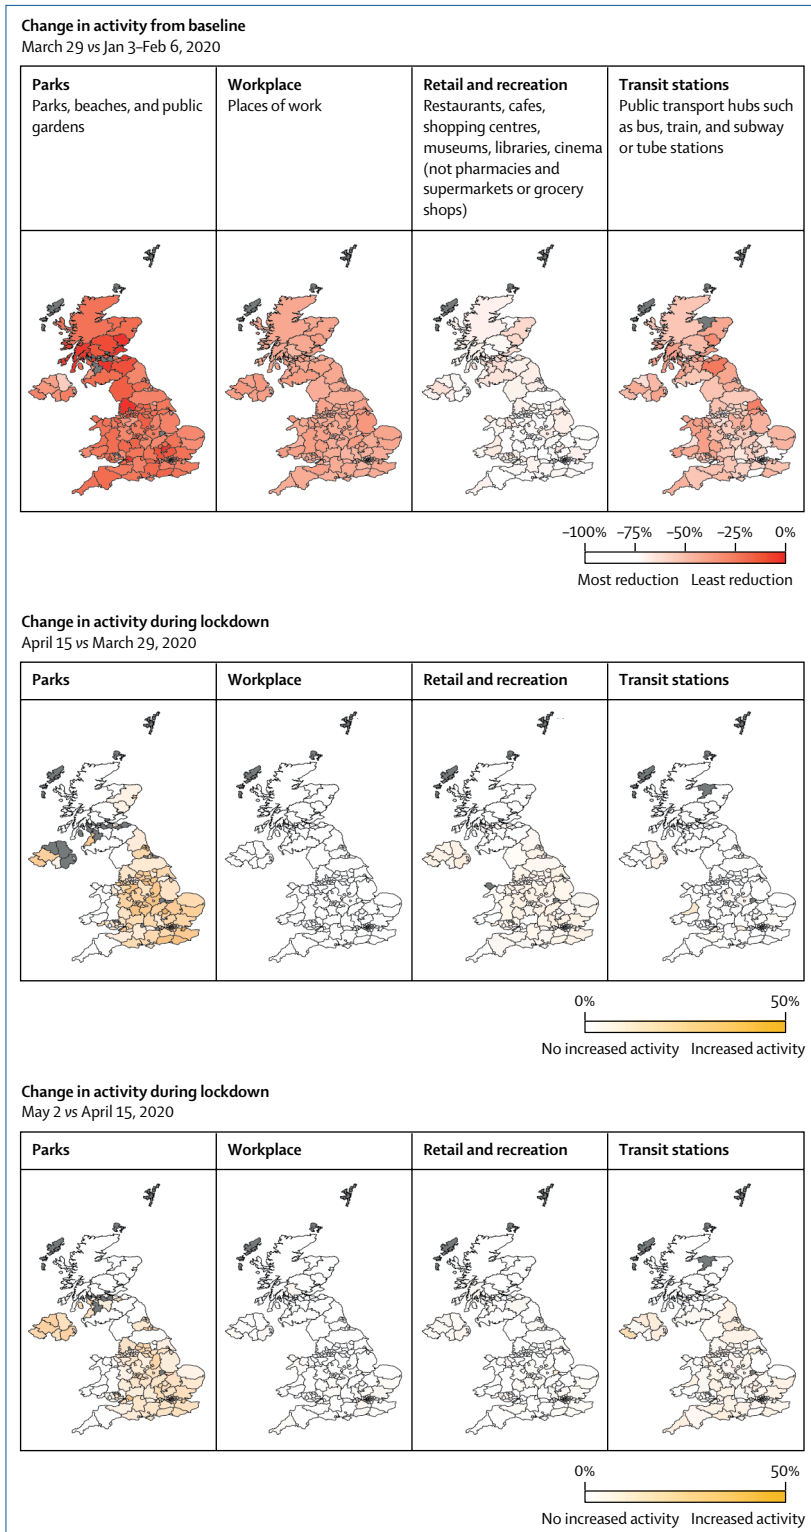 Change in activity from baseline
March 29 vs Jan 3–Feb 6, 2020
Parks
Parks, beaches, and public
gardens
Workplace
Places of work
Retail and recreation
Restaurants, cafes,
shopping centres,
museums, libraries, cinema
(not pharmacies and
supermarkets or grocery
shops)
Transit stations
Public transport hubs such
as bus, train, and subway
or tube stations
–100% –75% –50% –25% 0%
Most reduction Least reduction
Change in activity during lockdown
April 15 vs March 29, 2020
Parks Workplace Retail and recreation Transit stations
0% 50%
No increased activity Increased activity
Change in activity during lockdown
May 2 vs April 15, 2020
Parks Workplace Retail and recreation Transit stations
0% 50%
No increased activity Increased activity